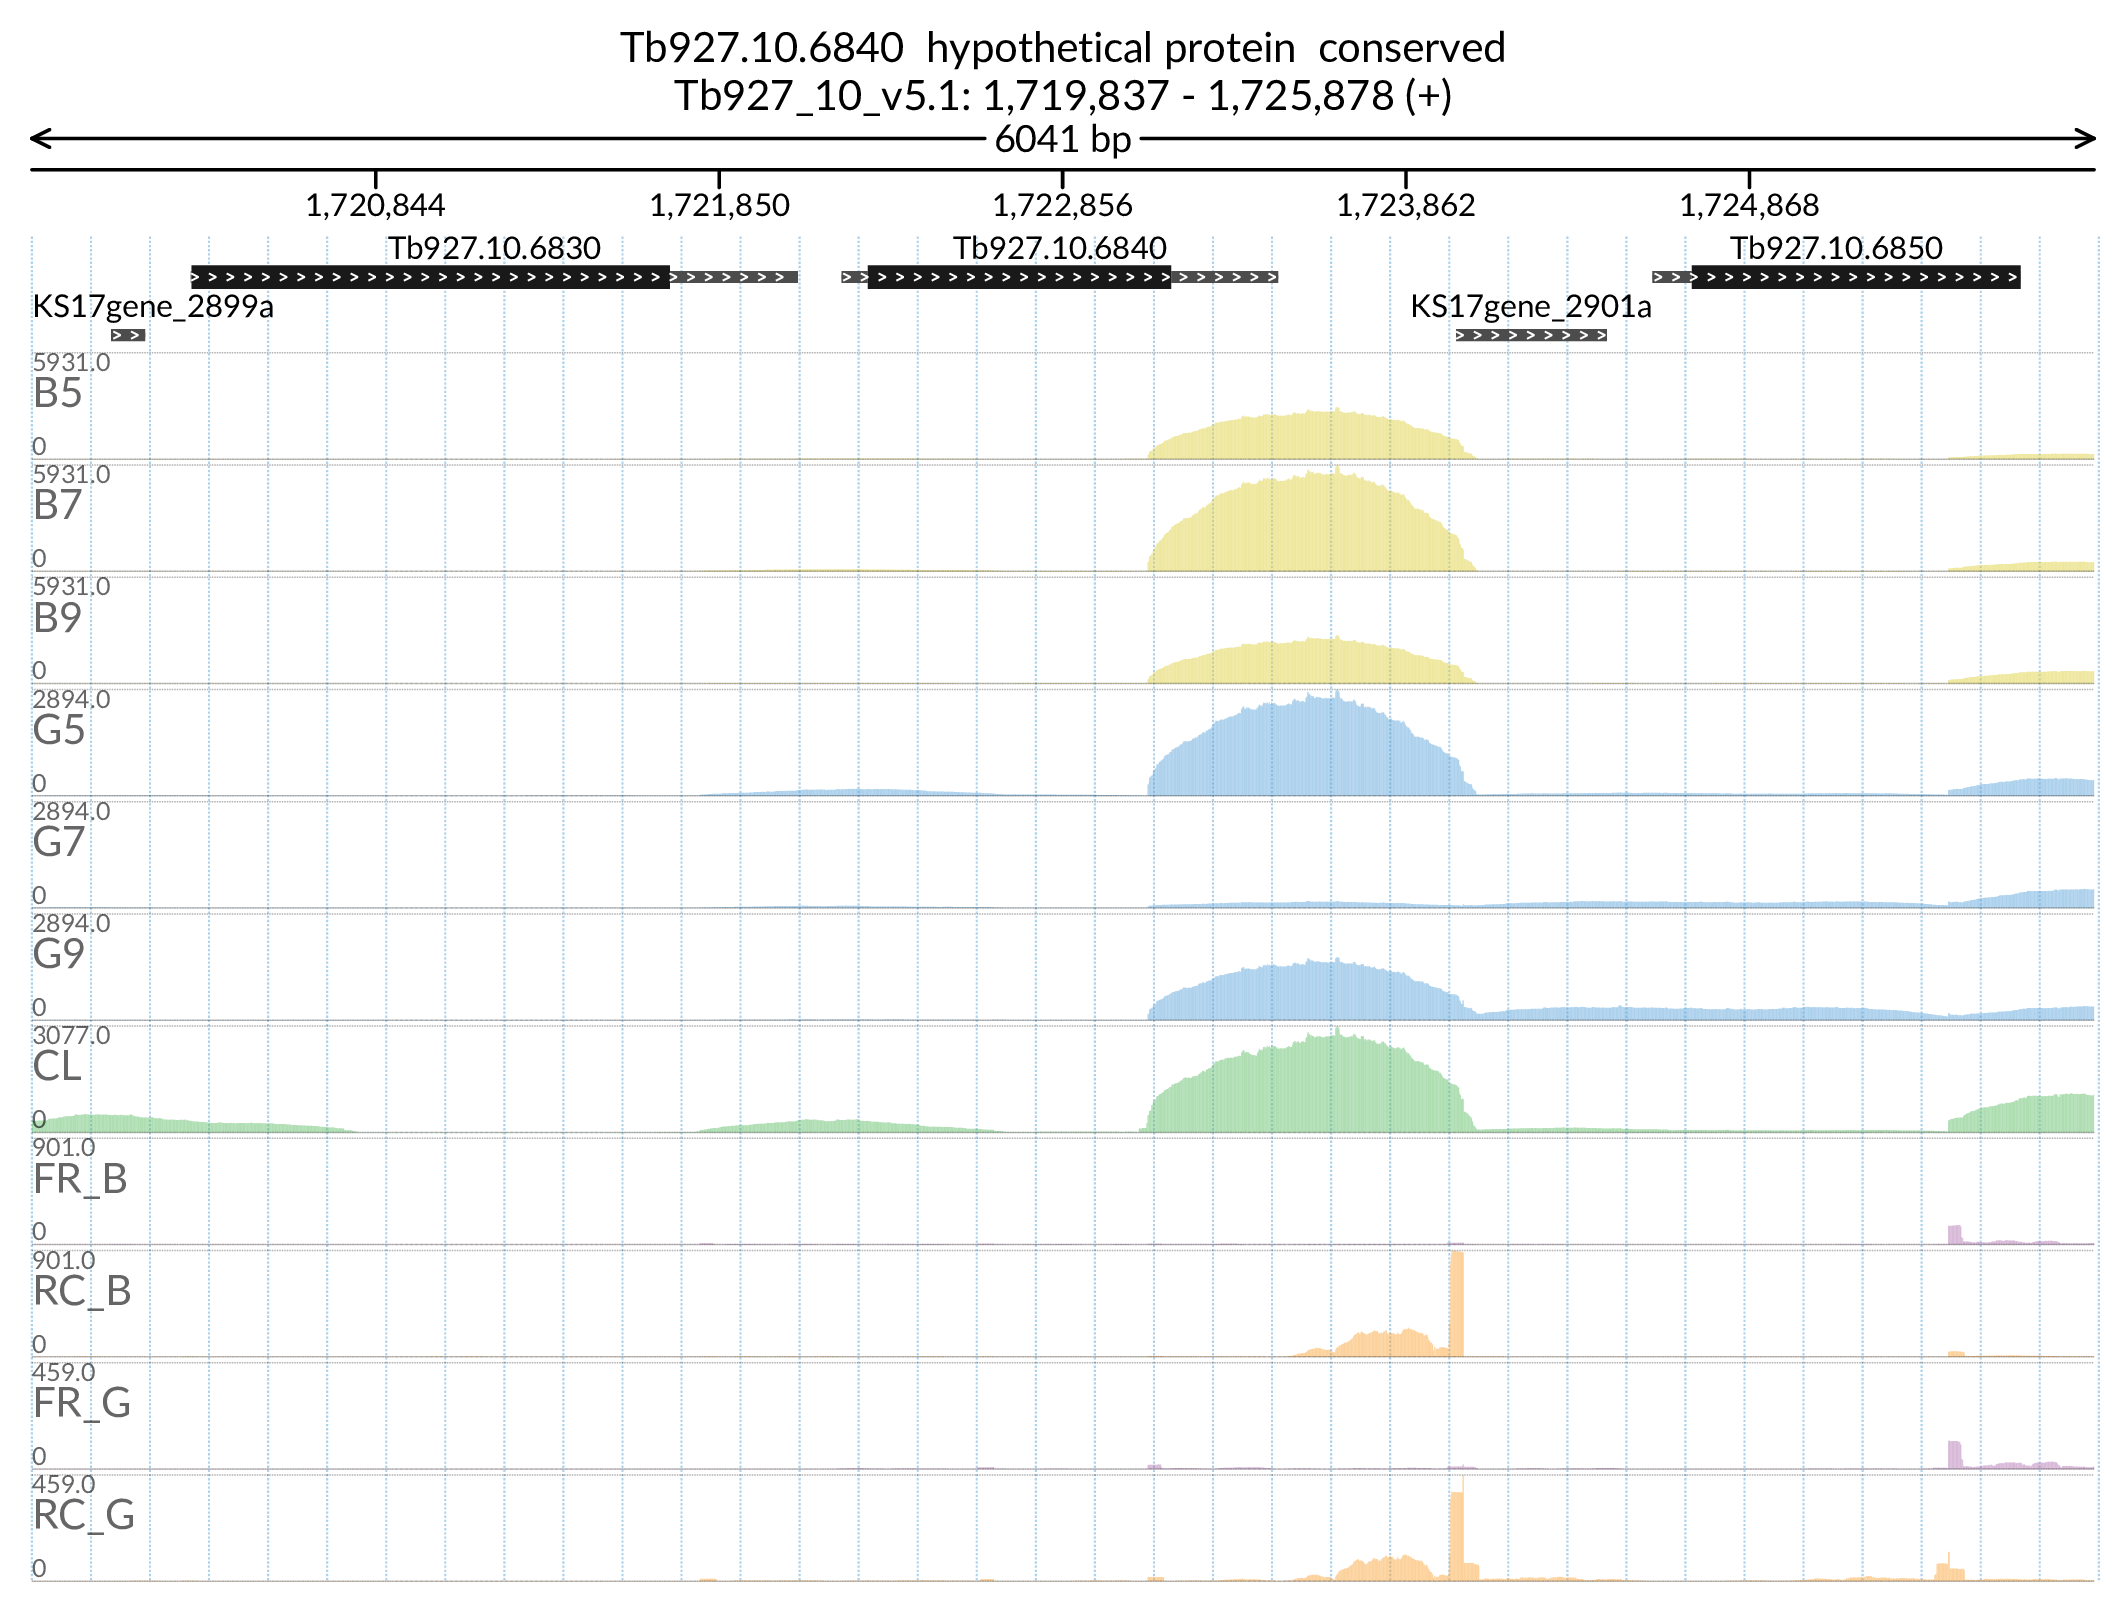 Tb927.10.6840  hypothetical protein  conserved
Tb927_10_v5.1: 1,719,837 - 1,725,878 (+)
6041 bp
1,720,844 1,721,850 1,722,856 1,723,862 1,724,868
Tb927.10.6830 Tb927.10.6840 Tb927.10.6850
KS17gene_2899a KS17gene_2901a
5931.0
B5
0
5931.0
B7
0
5931.0
B9
0
2894.0
G5
0
2894.0
G7
0
2894.0
G9
0
3077.0
CL
0
901.0
FR_B
0
901.0
RC_B
0
459.0
FR_G
0
459.0
RC_G
0